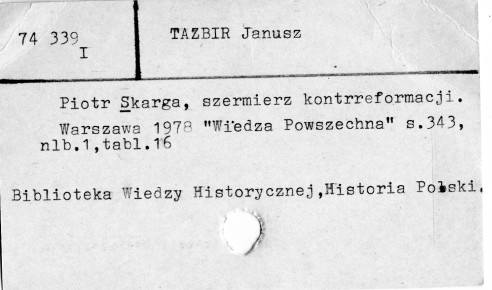 74 339
I
TAZBIR Janusz
Piotr Skarga, szermierz kontrreformacji.
Warszawa 1978 "Wiedza Powszechna" s.343,
nlb.1,tabl.16
Biblioteka Wiedzy Historycznej,Historia Polski.